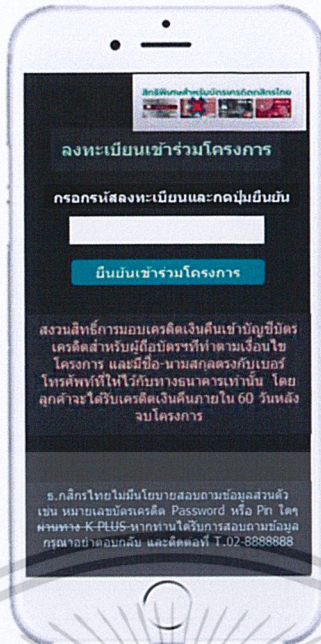 สิทธิพิเศษสำหรับบัตรเครดิตกสิกรไทย
ลงทะเบียนเข้าร่วมโครงการ
กรอกรหัสลงทะเบียนและกดปุ่มยืนยัน
ยืนยันเข้าร่วมโครงการ
สงวนสิทธิ์การมอบเครดิตเงินคืนเข้าบัญชีบัตร
เครดิตสำหรับผู้ถือบัตรฯที่ทำตามเงื่อนไข
โครงการ และมีชื่อ-นามสกุลตรงกับเบอร์
โทรศัพท์ที่ให้ไว้กับทางธนาคารเท่านั้น โดย
ลูกค้าจะได้รับเครดิตเงินคืนภายใน 60 วันหลัง
จบโครงการ
ธ.กสิกรไทยไม่มีนโยบายสอบถามข้อมูลส่วนตัว
เช่น หมายเลขบัตรเครดิต Password หรือ Pin ใดๆ
ผ่านทาง K PLUS หากท่านได้รับการสอบถามข้อมูล
กรุณาอย่าตอบกลับ และติดต่อที่ T.02-8888888